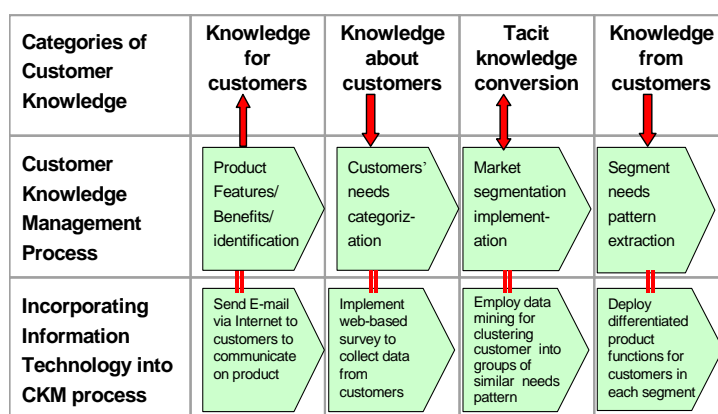 Categories of
Customer
Knowledge
Knowledge
for
customers
Knowledge
about
customers
Tacit
knowledge
conversion
Knowledge
from
customers
Customer
Knowledge
Management
Process
Product
Features/
Benefits/
identification
Customers'
needs
categoriz-
ation
Market
segmentation
implement-
ation
Segment
needs
pattern
extraction
Incorporating
Information
Technology into
CKM process
Send E-mail
via Internet to
customers to
communicate
on product
Implement
web-based
survey to
collect data
from
customers
Employ data
mining for
clustering
customer into
groups of
similar needs
pattern
Deploy
differentiated
product
functions for
customers in
each segment